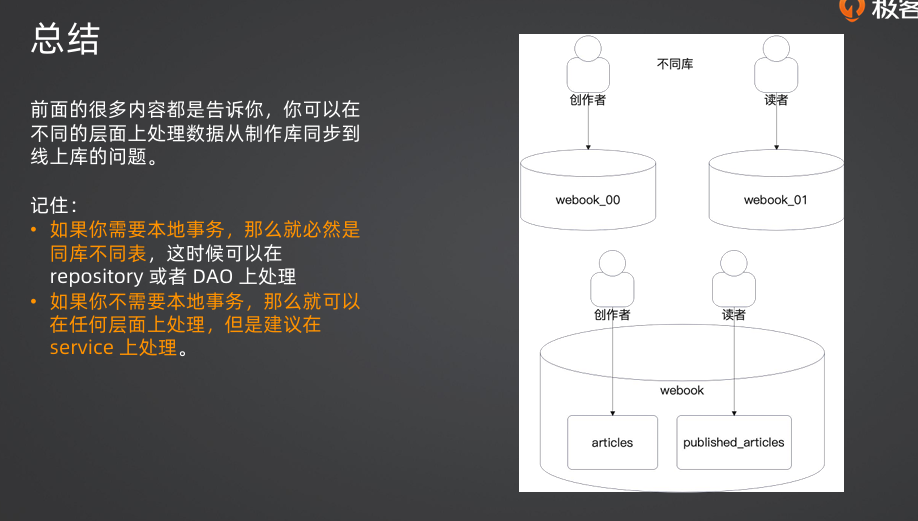 极客
总结
前面的很多内容都是告诉你，你可以在
不同的层面上处理数据从制作库同步到
线上库的问题。
记住：
• 如果你需要本地事务，那么就必然是
同库不同表，这时候可以在
repository 或者 DAO 上处理
• 如果你不需要本地事务，那么就可以
在任何层面上处理，但是建议在
service 上处理。
不同库
创作者
读者
webook_00
webook_01
创作者
读者
webook
articles
published_articles